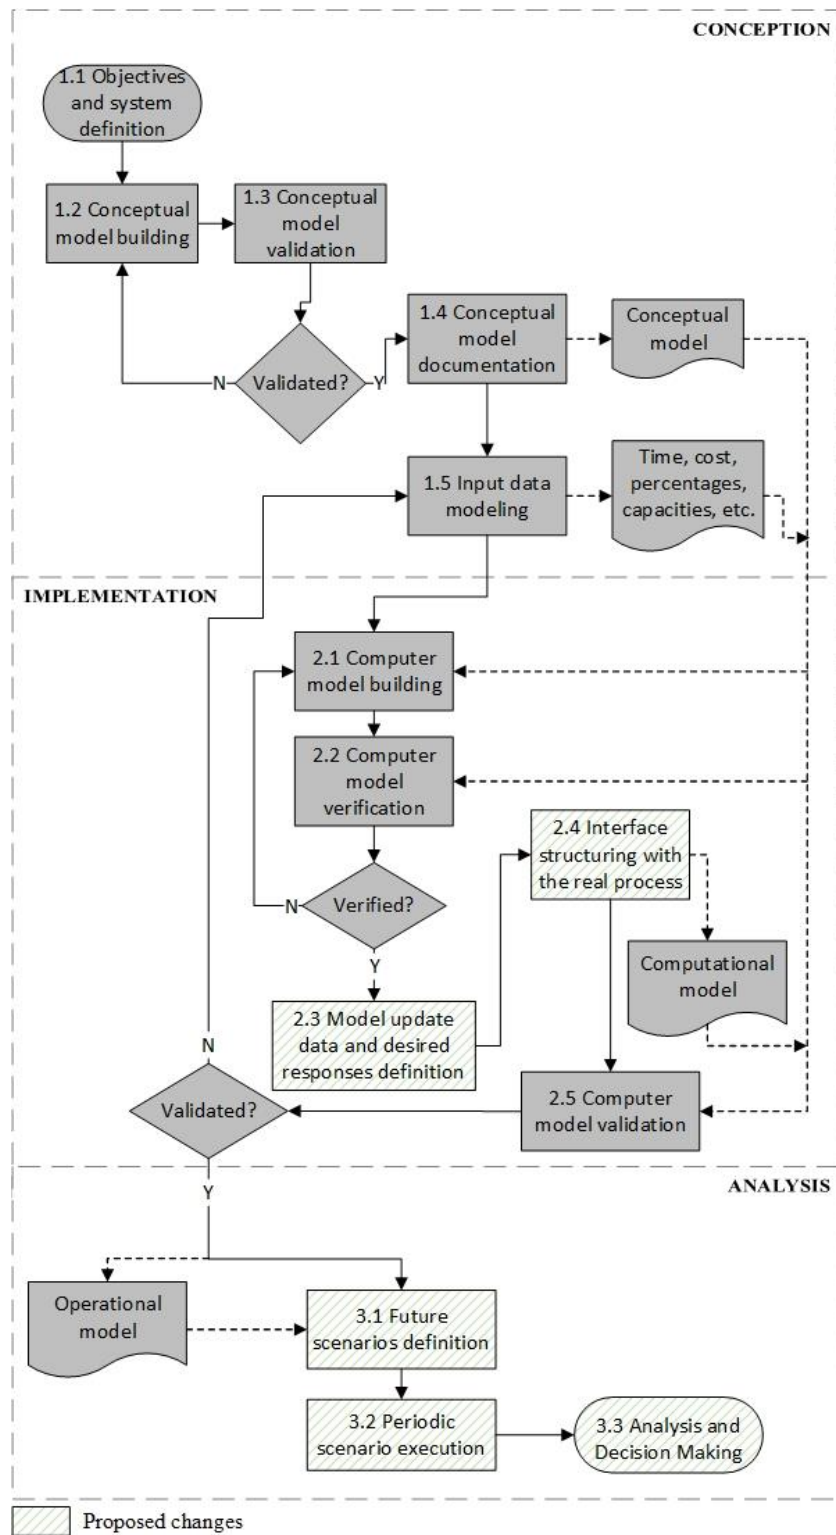 CONCEPTION
1.1 Objectives
and system
definition
1.2 Conceptual
model building
1.3 Conceptual
model
validation
Validated?
N
Y
1.4 Conceptual
model
documentation
Conceptual
model
1.5 Input data
modeling
Time, cost,
percentages,
capacities, etc.
IMPLEMENTATION
2.1 Computer
model building
2.2 Computer
model
verification
Verified?
N
Y
2.3 Model update
data and desired
responses definition
2.4 Interface
structuring with
the real process
Computational
model
2.5 Computer
model validation
Validated?
N
Y
ANALYSIS
Operational
model
3.1 Future
scenarios definition
3.2 Periodic
scenario execution
3.3 Analysis and
Decision Making
Proposed changes